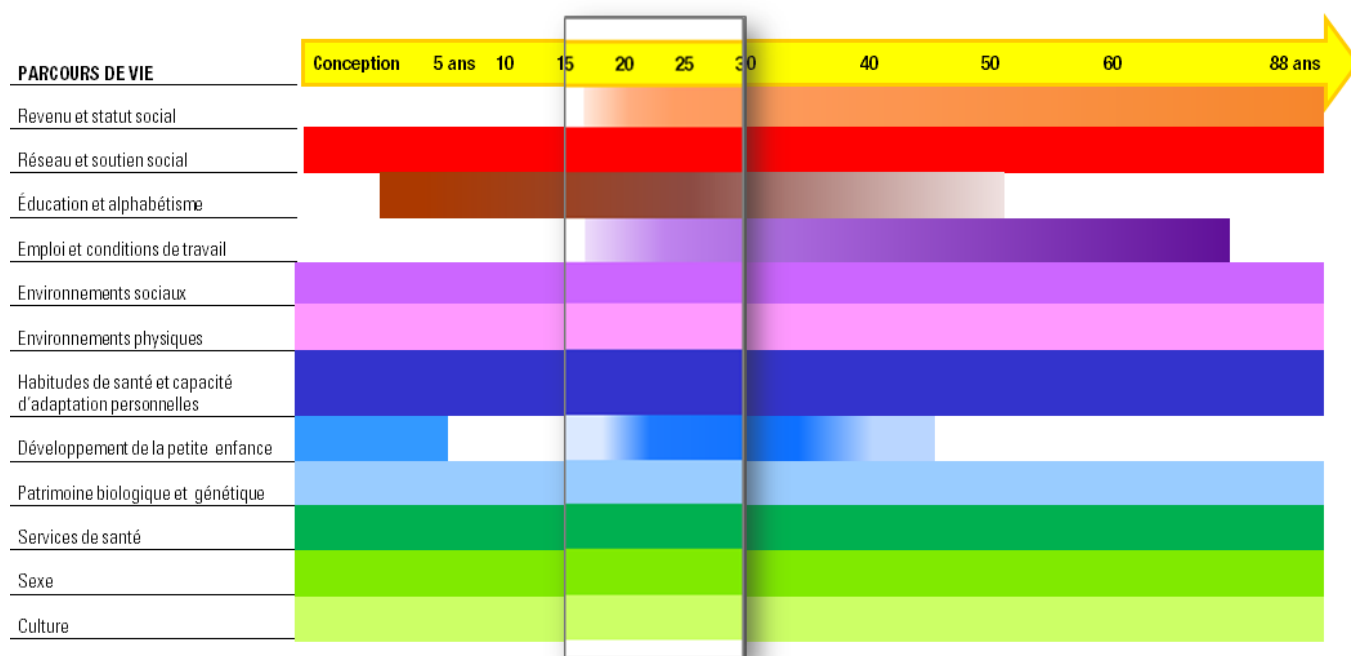 PARCOURS DE VIE
Conception 5 ans 10 15 20 25 30 40 50 60 88 ans
Revenu et statut social
Réseau et soutien social
Éducation et alphabétisme
Emploi et conditions de travail
Environnements sociaux
Environnements physiques
Habitudes de santé et capacité
d'adaptation personnelles
Développement de la petite enfance
Patrimoine biologique et génétique
Services de santé
Sexe
Culture